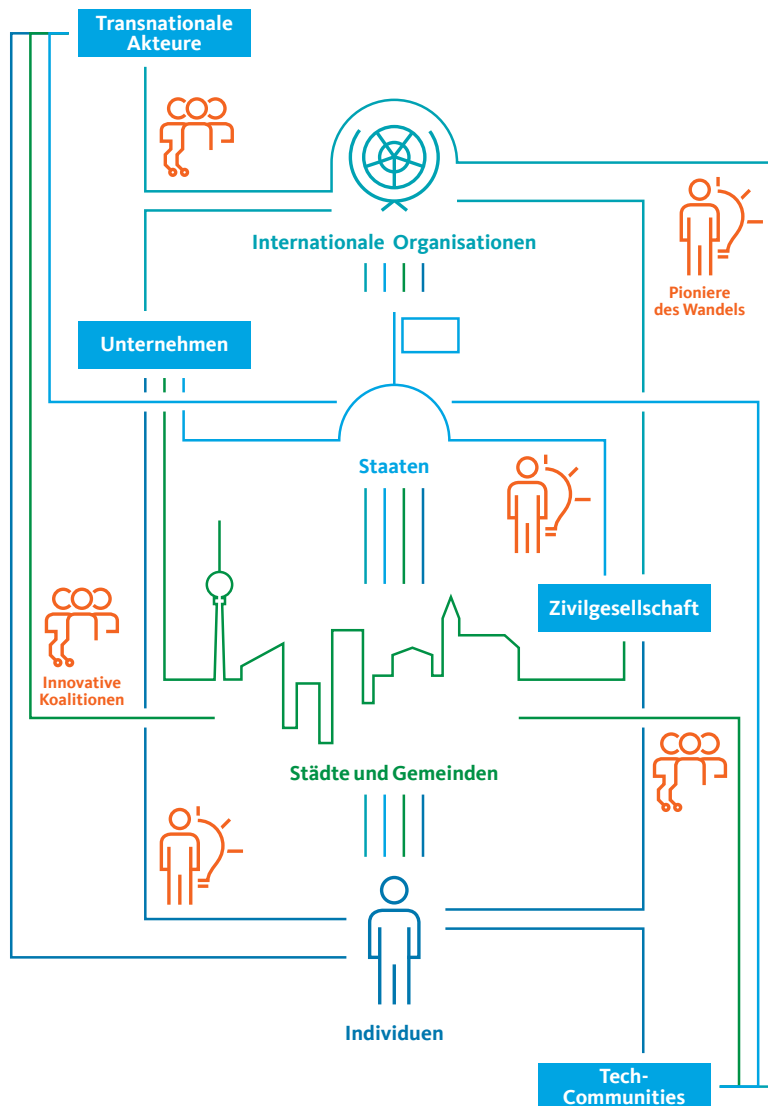 Transnationale
Akteure
Internationale Organisationen
Pioniere
des Wandels
Unternehmen
Staaten
Zivilgesellschaft
Innovative
Koalitionen
Städte und Gemeinden
Individuen
Tech-
Communities